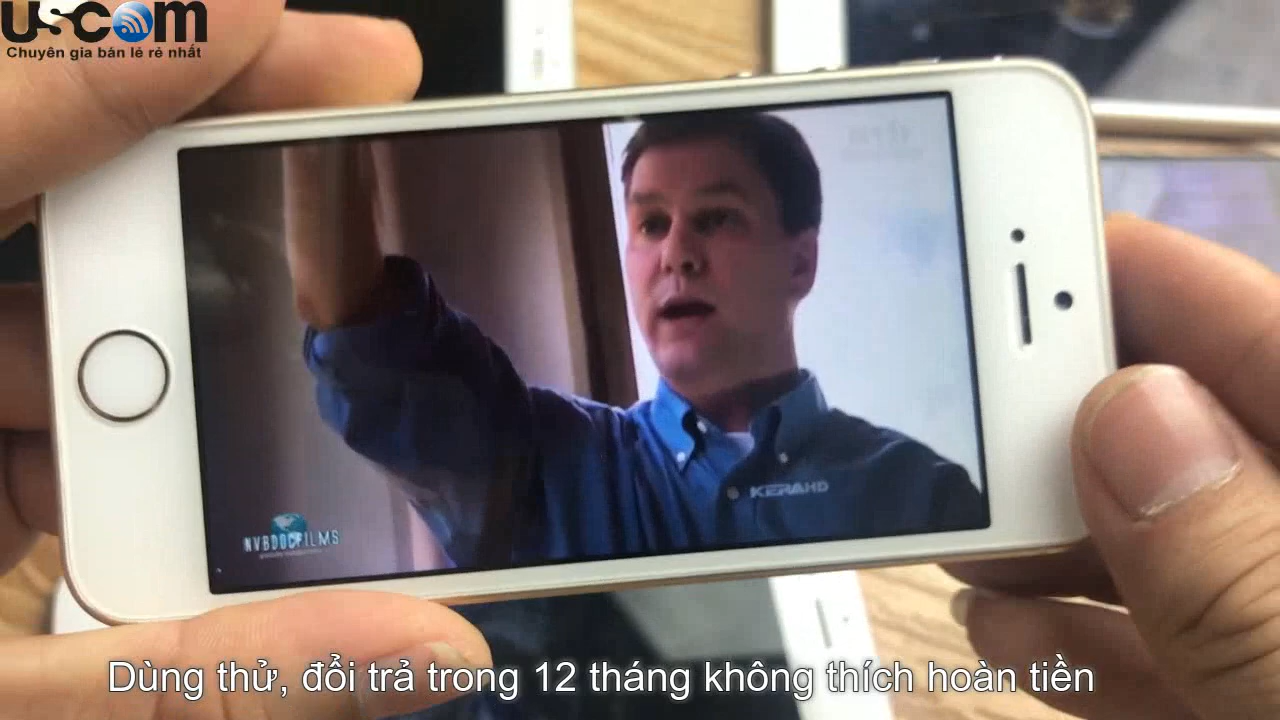 uscom
Chuyên gia bán lẻ rẻ nhất
KERAHD
NVBDOCFILMS
Dùng thử, đổi trả trong 12 tháng không thích hoàn tiền